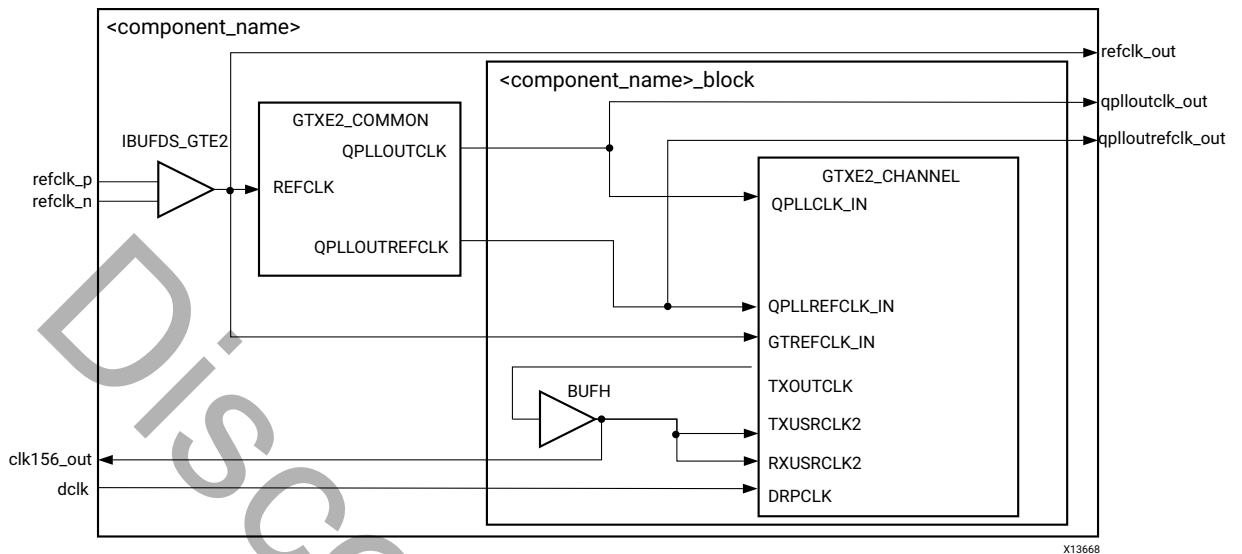 <component_name>
refclk_out
<component_name>_block
qplloutclk_out
GTXE2_COMMON
IBUFDS_GTE2
QPLLOUTCLK
qplloutrefclk_out
GTXE2_CHANNEL
refclk_p
REFCLK
refclk_n
QPLLCLK_IN
QPLLOUTREFCLK
QPLLREFCLK_IN
GTREFCLK_IN
TXOUTCLK
BUFH
TXUSRCLK2
clk156_out
RXUSRCLK2
dclk
DRPCLK
X13668